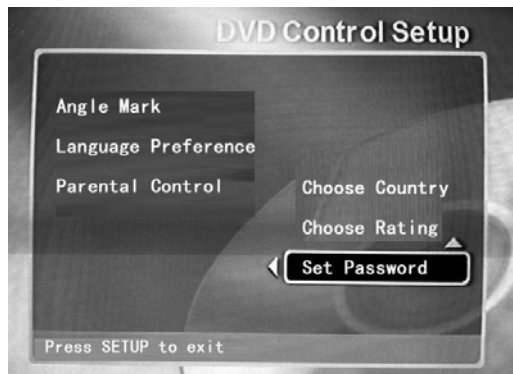 DVD Control Setup
Angle Mark
Language Preference
Parental Control
Choose Country
Choose Rating
Set Password
Press SETUP to exit